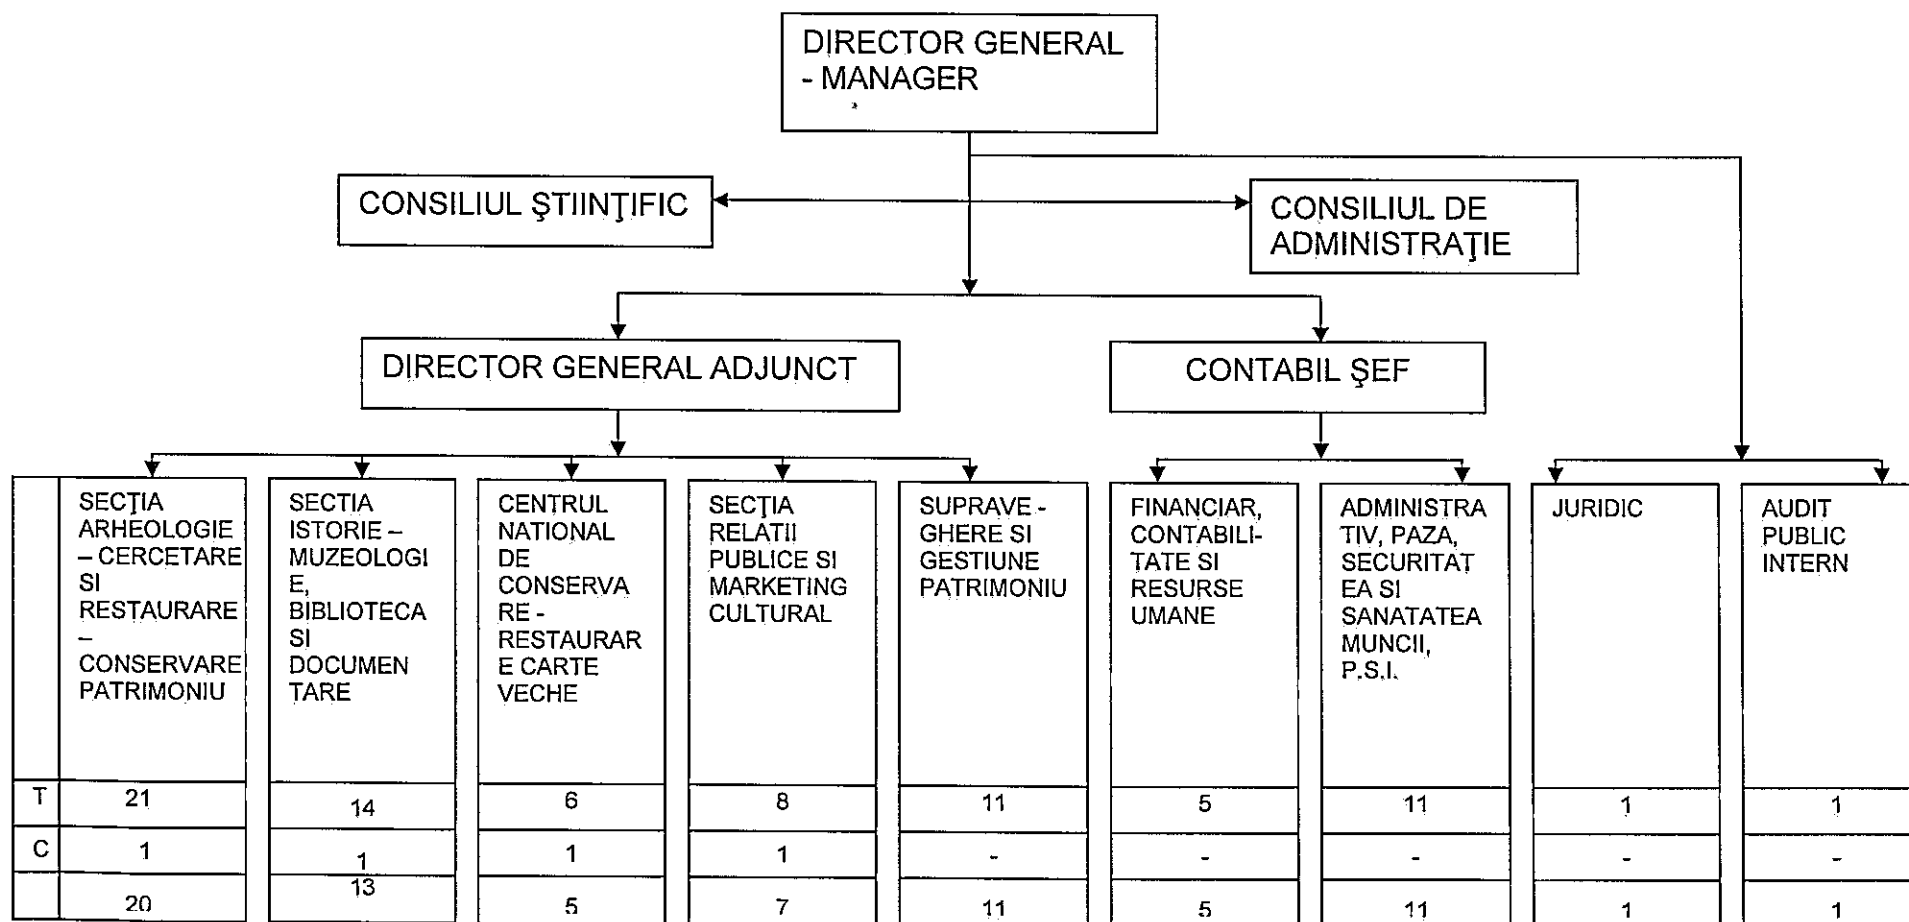 DIRECTOR GENERAL
- MANAGER
CONSILIUL ŞTIINŢIFIC
CONSILIUL DE
ADMINISTRAŢIE
DIRECTOR GENERAL ADJUNCT
CONTABIL ŞEF
SECŢIA
ARHEOLOGIE
– CERCETARE
SI
RESTAURARE
–
CONSERVARE
PATRIMONIU
SECTIA
ISTORIE –
MUZEOLOGI
E,
BIBLIOTECA
SI
DOCUMEN
TARE
CENTRUL
NATIONAL
DE
CONSERVA
RE -
RESTAURAR
E CARTE
VECHE
SECŢIA
RELATII
PUBLICE SI
MARKETING
CULTURAL
SUPRAVE -
GHERE SI
GESTIUNE
PATRIMONIU
FINANCIAR,
CONTABILI-
TATE SI
RESURSE
UMANE
ADMINISTRA
TIV, PAZA,
SECURITAT
EA SI
SANATATEA
MUNCII,
P.S.I.
JURIDIC
AUDIT
PUBLIC
INTERN
T 21 14 6 8 11 5 11 1 1
C 1 1 1 1 - - - - -
20 13 5 7 11 5 11 1 1